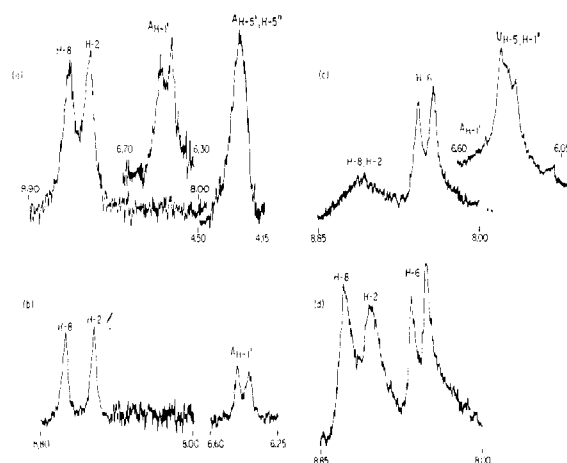 (a)
H-8
H-2
A H-1'
A H-5', H-5"
6.70
6.30
8.90
8.00
4.50
4.15
(c)
H-6
U H-5, H-1'
A H-1'
6.60
6.05
H-8, H-2
8.85
8.00
(b)
H-8
H-2
A H-1'
8.80
8.00
6.60
6.25
(d)
H-8
H-2
H-6
8.85
8.00